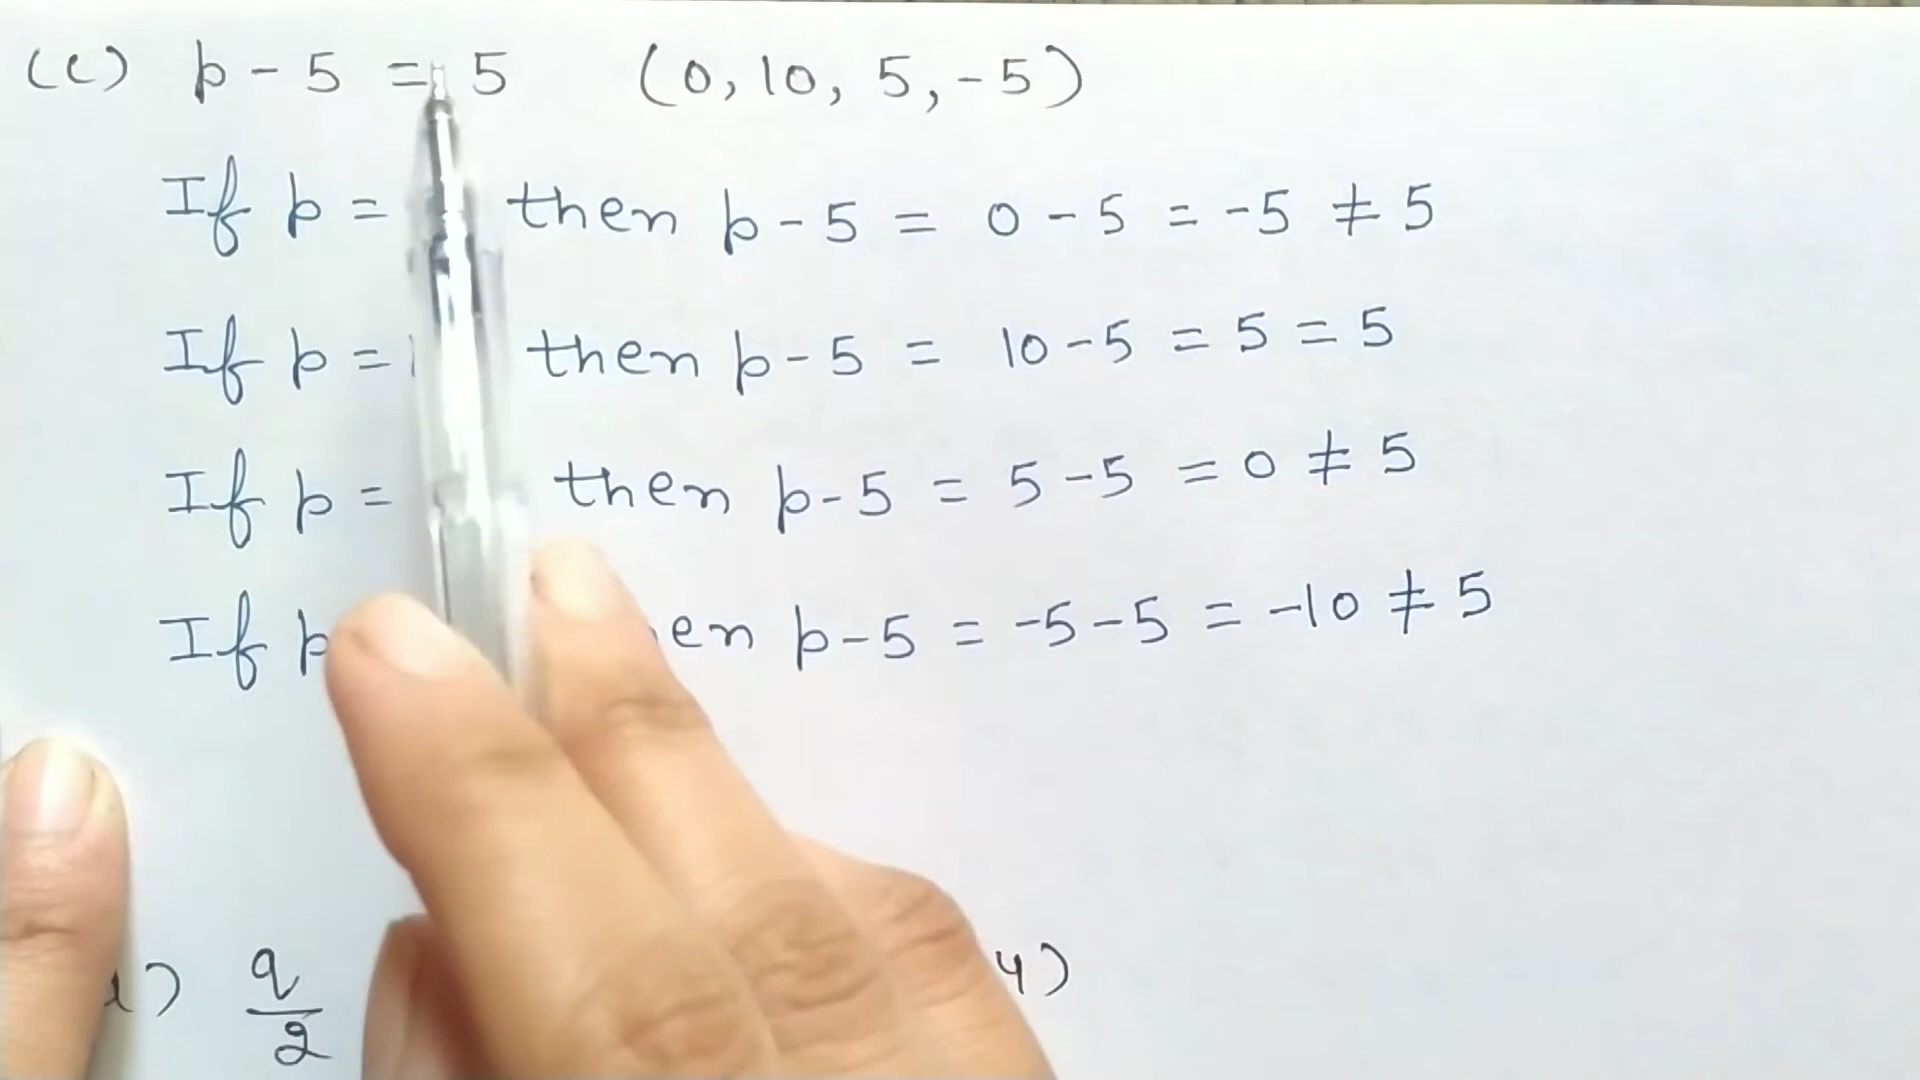 (c) p - 5 = 5 (0, 10, 5, -5)
If p = then p - 5 = 0 - 5 = -5 ≠ 5
If p = 1 then p - 5 = 10 - 5 = 5 = 5
If p = then p - 5 = 5 - 5 = 0 ≠ 5
If p en p - 5 = -5 - 5 = -10 ≠ 5
) q/2 4)